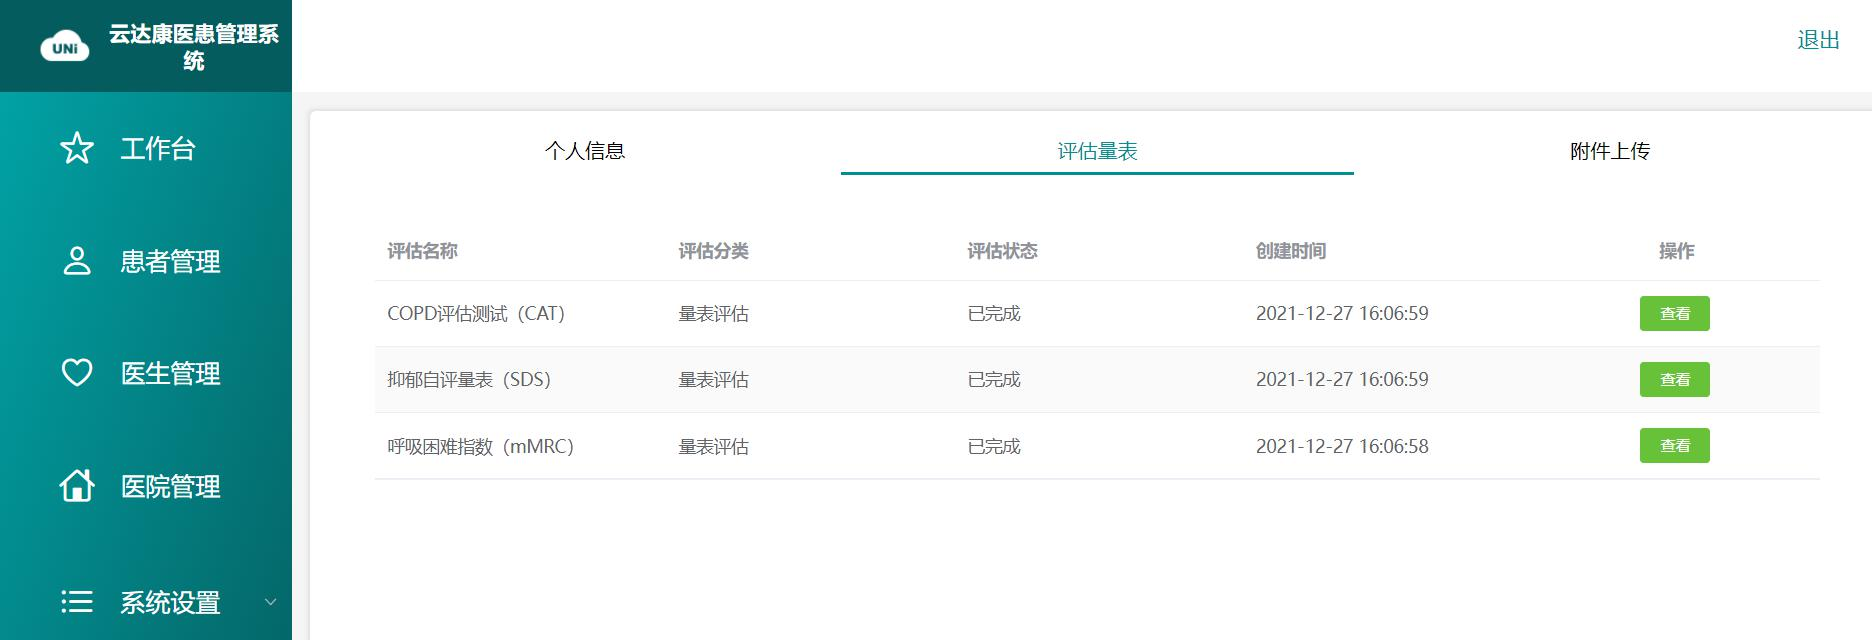 UNi
云达康医患管理系
统
退出
工作台
患者管理
医生管理
医院管理
系统设置
个人信息 评估量表 附件上传
评估名称 评估分类 评估状态 创建时间 操作
COPD评估测试（CAT） 量表评估 已完成 2021-12-27 16:06:59 查看
抑郁自评量表（SDS） 量表评估 已完成 2021-12-27 16:06:59 查看
呼吸困难指数（mMRC） 量表评估 已完成 2021-12-27 16:06:58 查看